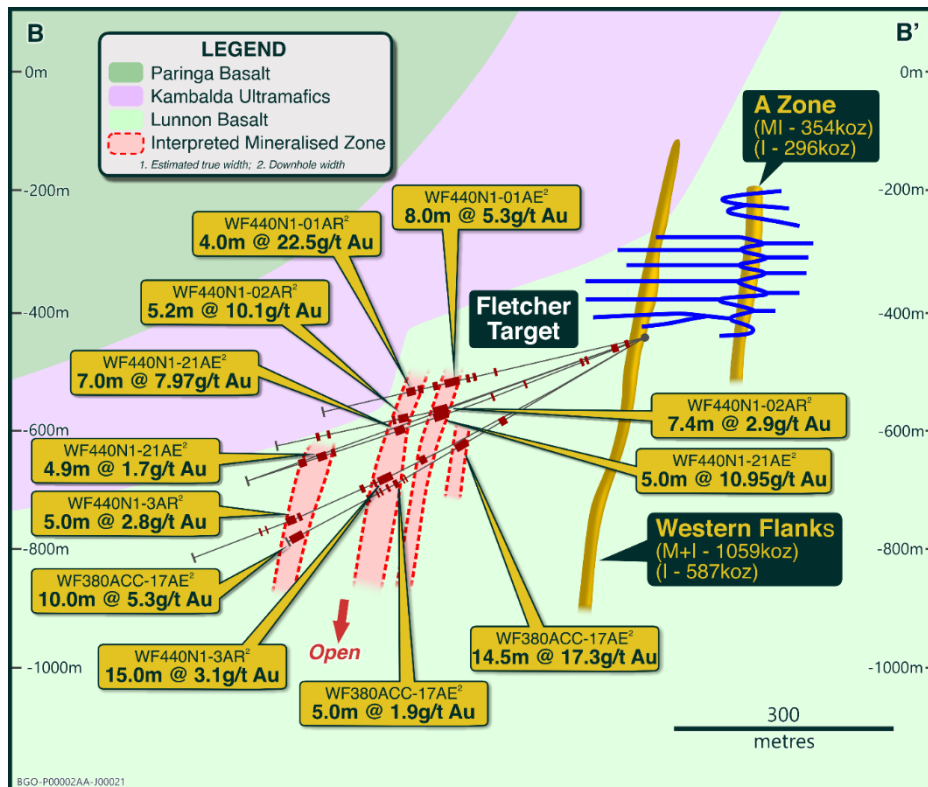 B
B'
LEGEND
Paringa Basalt
Kambalda Ultramafics
Lunnon Basalt
Interpreted Mineralised Zone
1. Estimated true width; 2. Downhole width
0m
0m
-200m
-200m
-400m
-400m
-600m
-600m
-800m
-800m
-1000m
-1000m
A Zone
(MI - 354koz)
(I - 296koz)
WF440N1-01AR²
4.0m @ 22.5g/t Au
WF440N1-01AE²
8.0m @ 5.3g/t Au
WF440N1-02AR²
5.2m @ 10.1g/t Au
Fletcher
Target
WF440N1-21AE²
7.0m @ 7.97g/t Au
WF440N1-02AR²
7.4m @ 2.9g/t Au
WF440N1-21AE²
4.9m @ 1.7g/t Au
WF440N1-21AE²
5.0m @ 10.95g/t Au
WF440N1-3AR²
5.0m @ 2.8g/t Au
Western Flanks
(M+I - 1059koz)
(I - 587koz)
WF380ACC-17AE²
10.0m @ 5.3g/t Au
WF440N1-3AR²
15.0m @ 3.1g/t Au
Open
WF380ACC-17AE²
14.5m @ 17.3g/t Au
WF380ACC-17AE²
5.0m @ 1.9g/t Au
300
metres
BGO-P00002AA-J00021